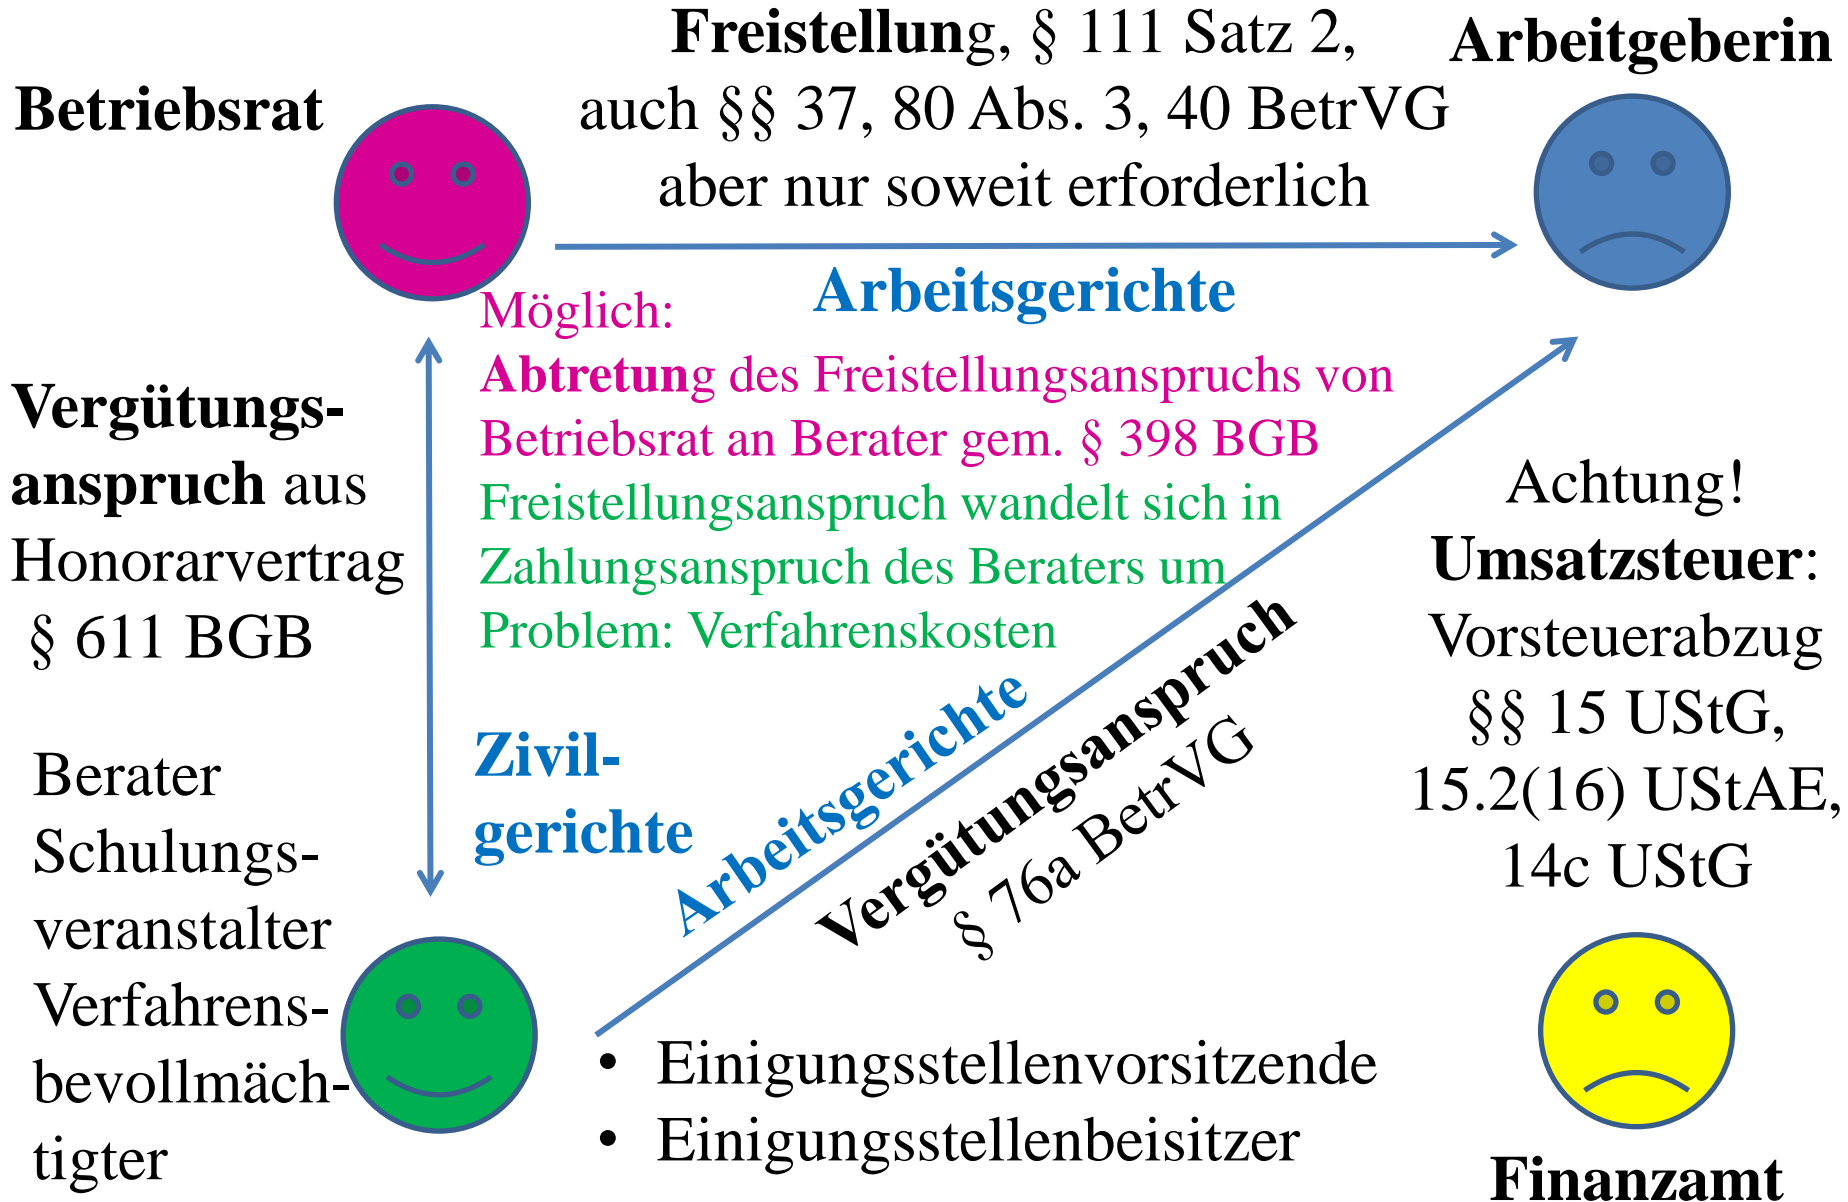 Freistellung, § 111 Satz 2,
auch §§ 37, 80 Abs. 3, 40 BetrVG
aber nur soweit erforderlich
Arbeitgeberin
Betriebsrat
Arbeitsgerichte
Möglich:
Abtretung des Freistellungsanspruchs von
Betriebsrat an Berater gem. § 398 BGB
Freistellungsanspruch wandelt sich in
Zahlungsanspruch des Beraters um
Problem: Verfahrenskosten
Vergütungs-
anspruch aus
Honorarvertrag
§ 611 BGB
Achtung!
Umsatzsteuer:
Vorsteuerabzug
§§ 15 UStG,
15.2(16) UStAE,
14c UStG
Zivil-
gerichte
Arbeitsgerichte
Vergütungsanspruch
§ 76a BetrVG
Berater
Schulungs-
veranstalter
Verfahrens-
bevollmäch-
tigter
• Einigungsstellenvorsitzende
• Einigungsstellenbeisitzer
Finanzamt